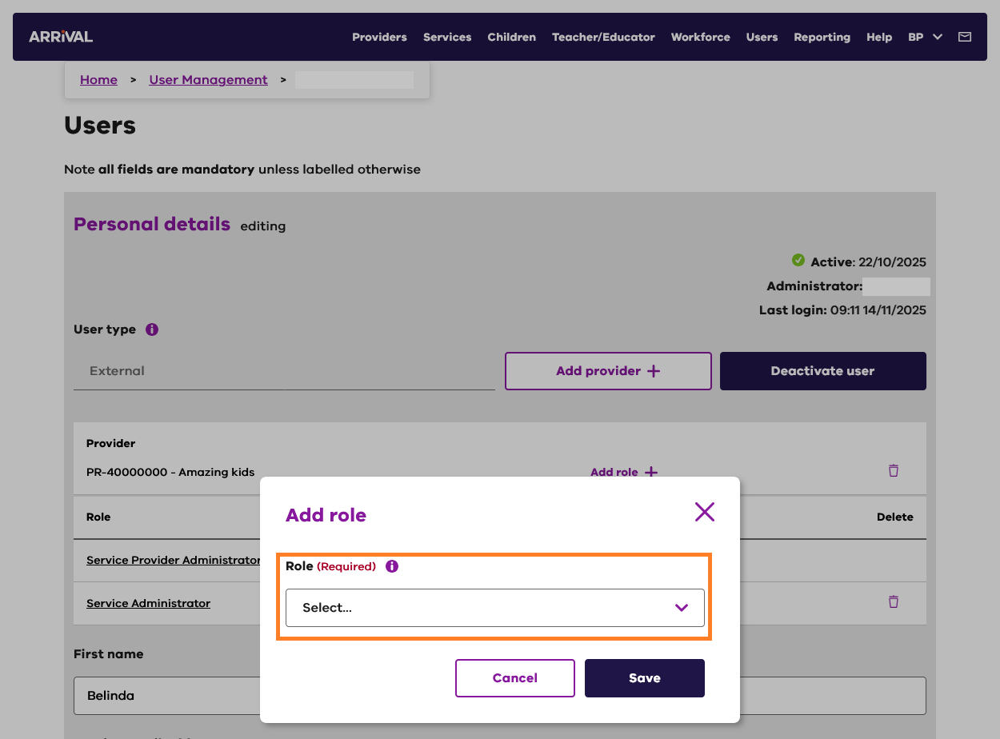 ARRIVAL Providers Services Children Teacher/Educator Workforce Users Reporting Help BP
Home > User Management >
Users
Note all fields are mandatory unless labelled otherwise
Personal details editing
Active: 22/10/2025
Administrator:
Last login: 09:11 14/11/2025
User type
External
Add provider
Deactivate user
Provider
PR-40000000 - Amazing kids
Add role
Role
Delete
Service Provider Administrator
Service Administrator
First name
Belinda
Add role
Role (Required)
Select...
Cancel
Save